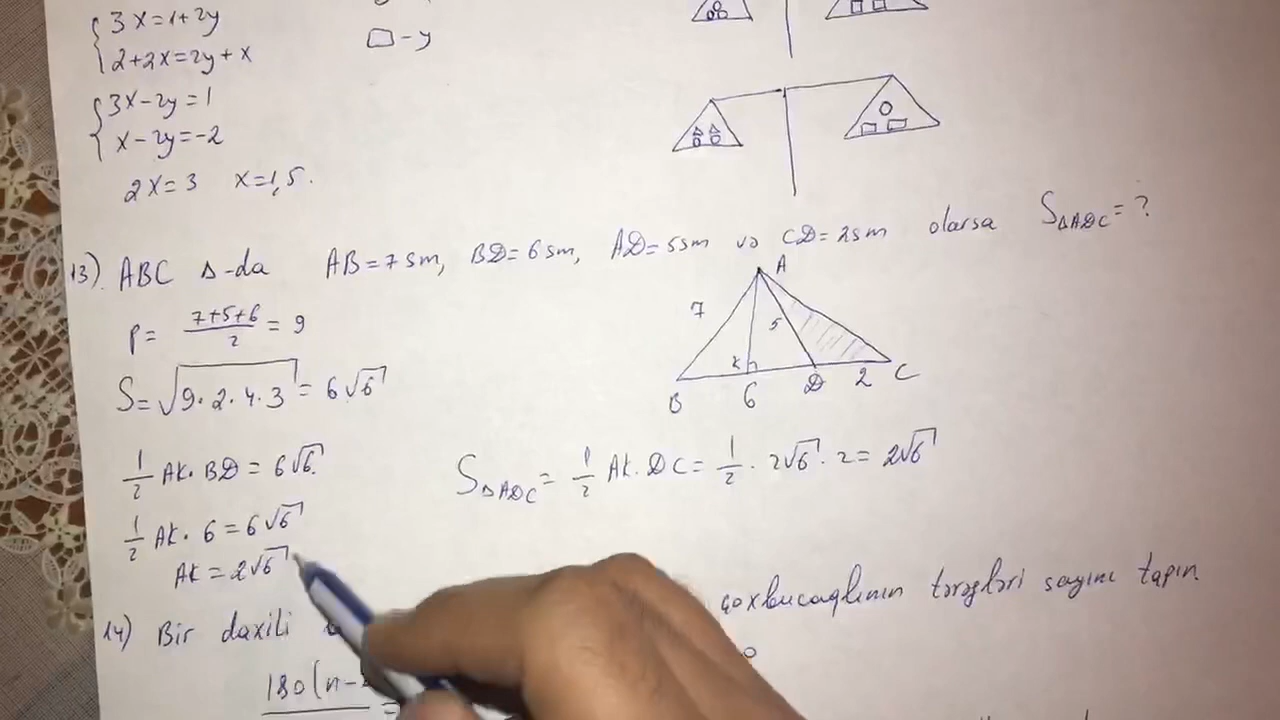 3x=1+2y
2+2x=2y+x
□-y
3x-2y=1
x-2y=-2
2x=3 x=1,5.
13) ABC Δ-da AB=7sm, BD=6sm, AD=5sm və CD=2sm olarsa S△ADC=?
P= (7+5+6)/2 = 9
S=√9·2·4·3 = 6√6
A
7
5
K
B
6
D
2
C
1/2 AK·BD=6√6.
S△ADC = 1/2 AK·DC = 1/2 · 2√6 · 2 = 2√6
1/2 AK·6=6√6
AK=2√6
14) Bir daxili çoxbucaqlının tərəfləri sayını tapın.
180(n-